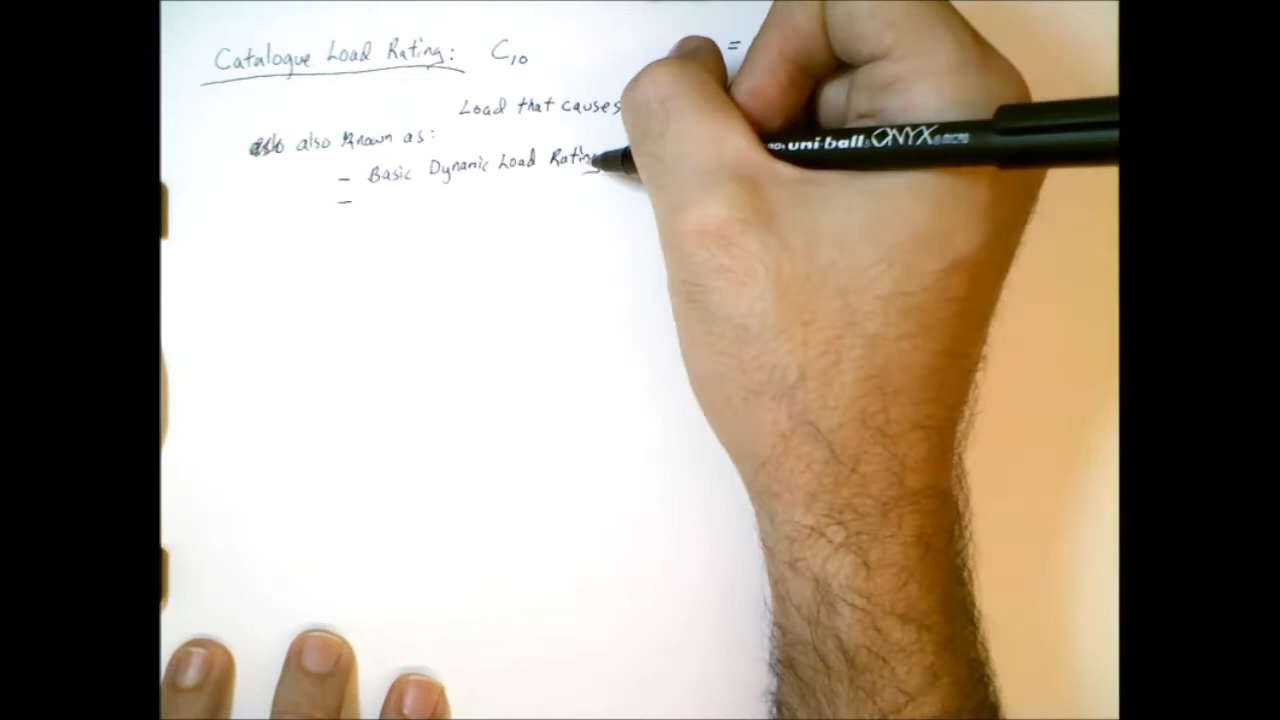 Catalogue Load Rating: C10 =
Load that causes
also known as:
- Basic Dynamic Load Rating
-
uni-ball ONYX